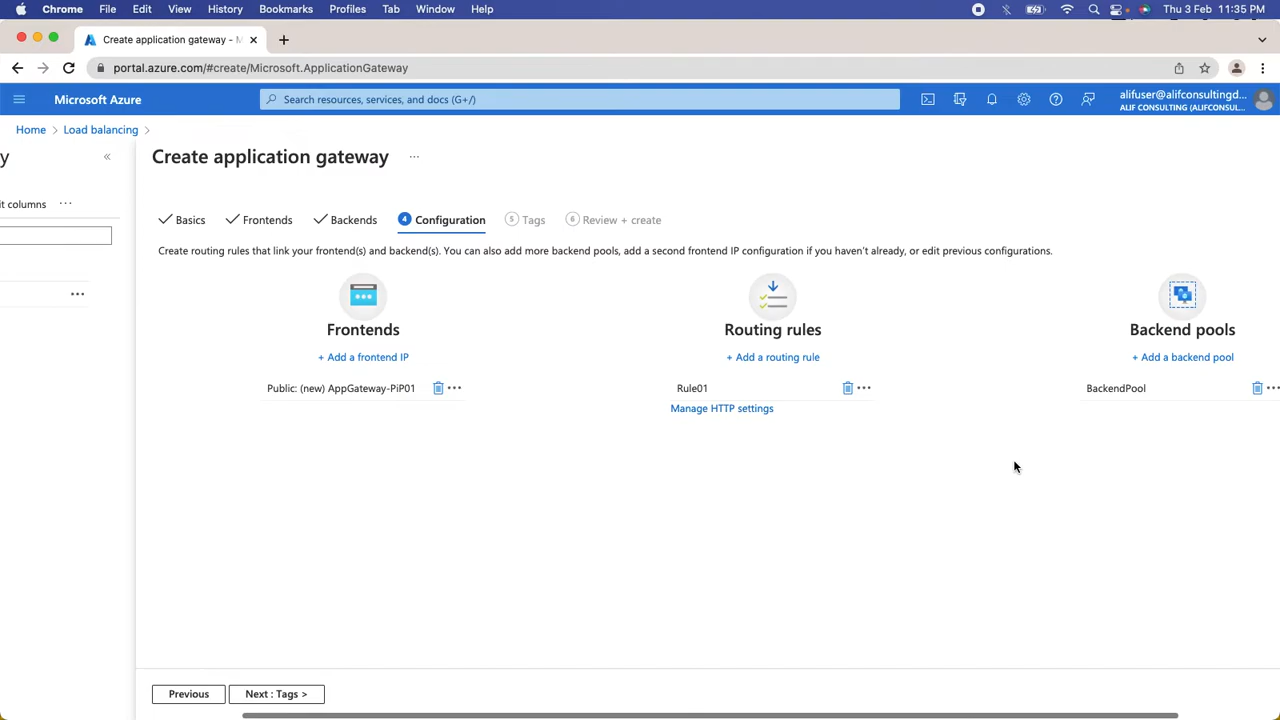 Chrome File Edit View History Bookmarks Profiles Tab Window Help Thu 3 Feb 11:35 PM
Create application gateway - M
portal.azure.com/#create/Microsoft.ApplicationGateway
Microsoft Azure Search resources, services, and docs (G+/) alifuser@alifconsultingd...
ALIF CONSULTING (ALIFCONSUL...
Home > Load balancing >
y « Create application gateway ...
it columns ...
Basics Frontends Backends 4 Configuration 5 Tags 6 Review + create
Create routing rules that link your frontend(s) and backend(s). You can also add more backend pools, add a second frontend IP configuration if you haven't already, or edit previous configurations.
Frontends Routing rules Backend pools
+ Add a frontend IP + Add a routing rule + Add a backend pool
Public: (new) AppGateway-PiP01 Rule01 BackendPool
Manage HTTP settings
Previous Next : Tags >